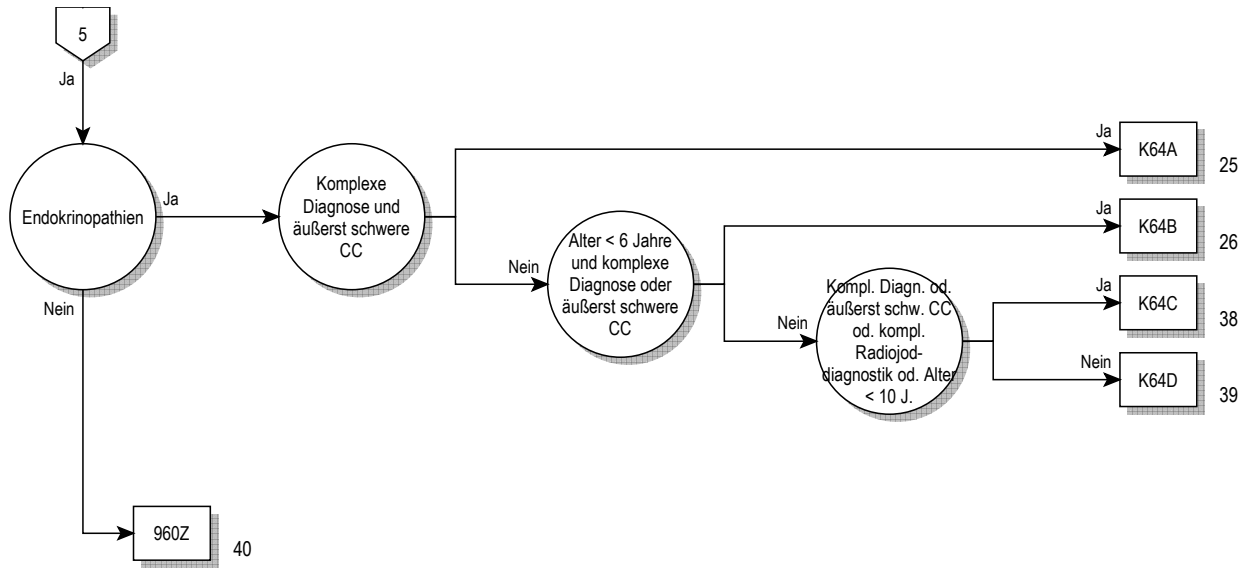 5
Ja
Endokrinopathien
Ja
Nein
Komplexe
Diagnose und
äußerst schwere
CC
Nein
Alter < 6 Jahre
und komplexe
Diagnose oder
äußerst schwere
CC
Nein
Kompl. Diagn. od.
äußerst schw. CC
od. kompl.
Radiojod-
diagnostik od. Alter
< 10 J.
Ja
K64A
25
Ja
K64B
26
Ja
K64C
38
Nein
K64D
39
960Z
40